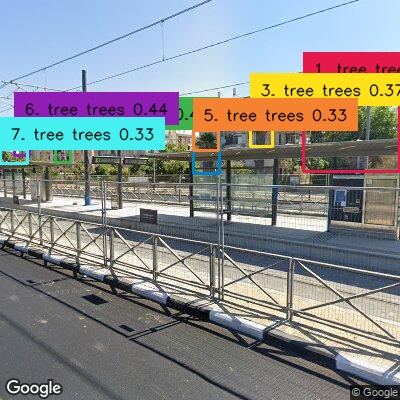 1. tree trees
3. tree trees 0.37
6. tree trees 0.44
5. tree trees 0.33
7. tree trees 0.33
Google
© Google